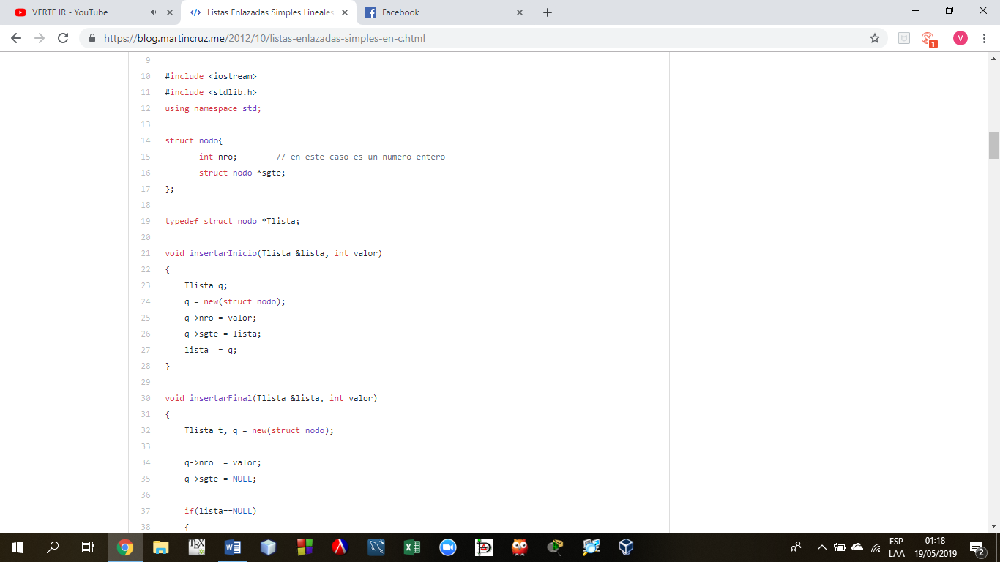 VERTE IR - YouTube
Listas Enlazadas Simples Lineales
Facebook
https://blog.martincruz.me/2012/10/listas-enlazadas-simples-en-c.html
1
V
9
10 #include <iostream>
11 #include <stdlib.h>
12 using namespace std;
13
14 struct nodo{
15 int nro; // en este caso es un numero entero
16 struct nodo *sgte;
17 };
18
19 typedef struct nodo *Tlista;
20
21 void insertarInicio(Tlista &lista, int valor)
22 {
23 Tlista q;
24 q = new(struct nodo);
25 q->nro = valor;
26 q->sgte = lista;
27 lista = q;
28 }
29
30 void insertarFinal(Tlista &lista, int valor)
31 {
32 Tlista t, q = new(struct nodo);
33
34 q->nro = valor;
35 q->sgte = NULL;
36
37 if(lista==NULL)
38 {
TEX
ESP
LAA
01:18
19/05/2019
2